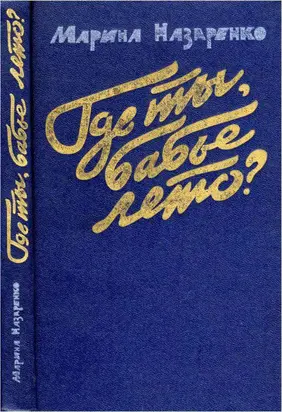 Марина Назаренко
Где ты,
бабье
лето?
Где ты, бабье лето?
Марина Назаренко